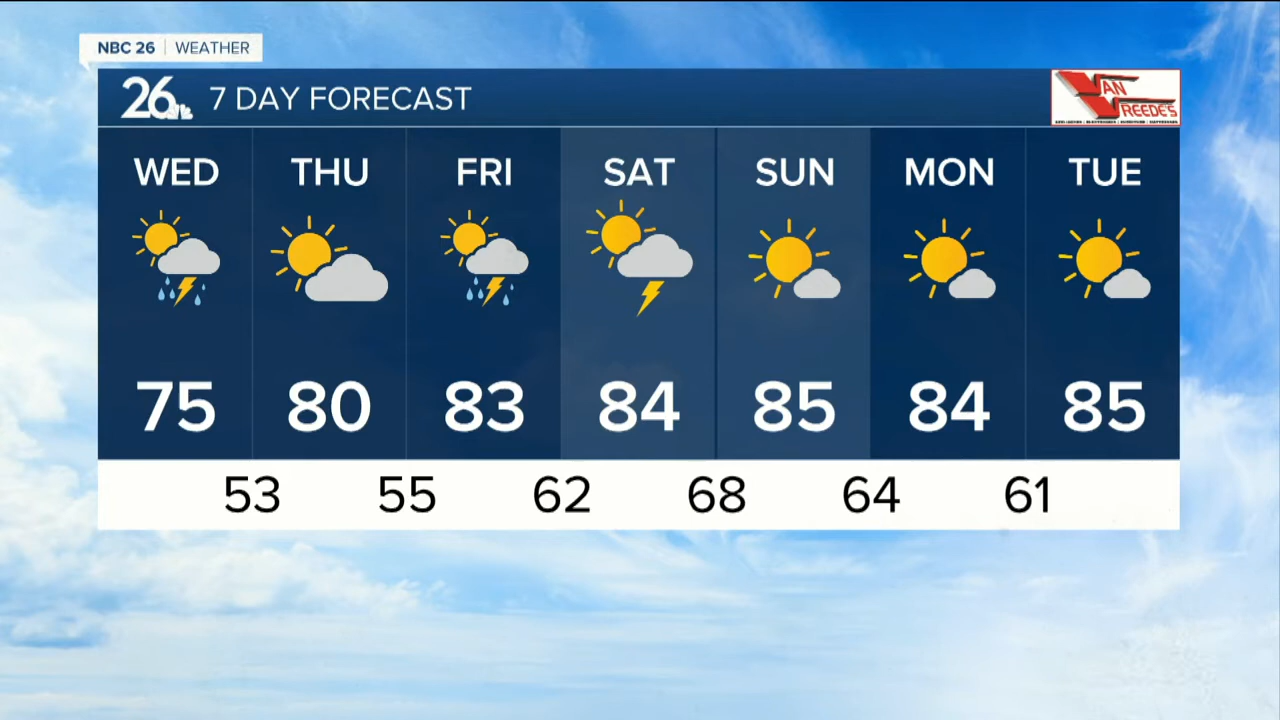 NBC 26 | WEATHER
26 7 DAY FORECAST
VAN VREEDE'S
WED THU FRI SAT SUN MON TUE
75 80 83 84 85 84 85
53 55 62 68 64 61